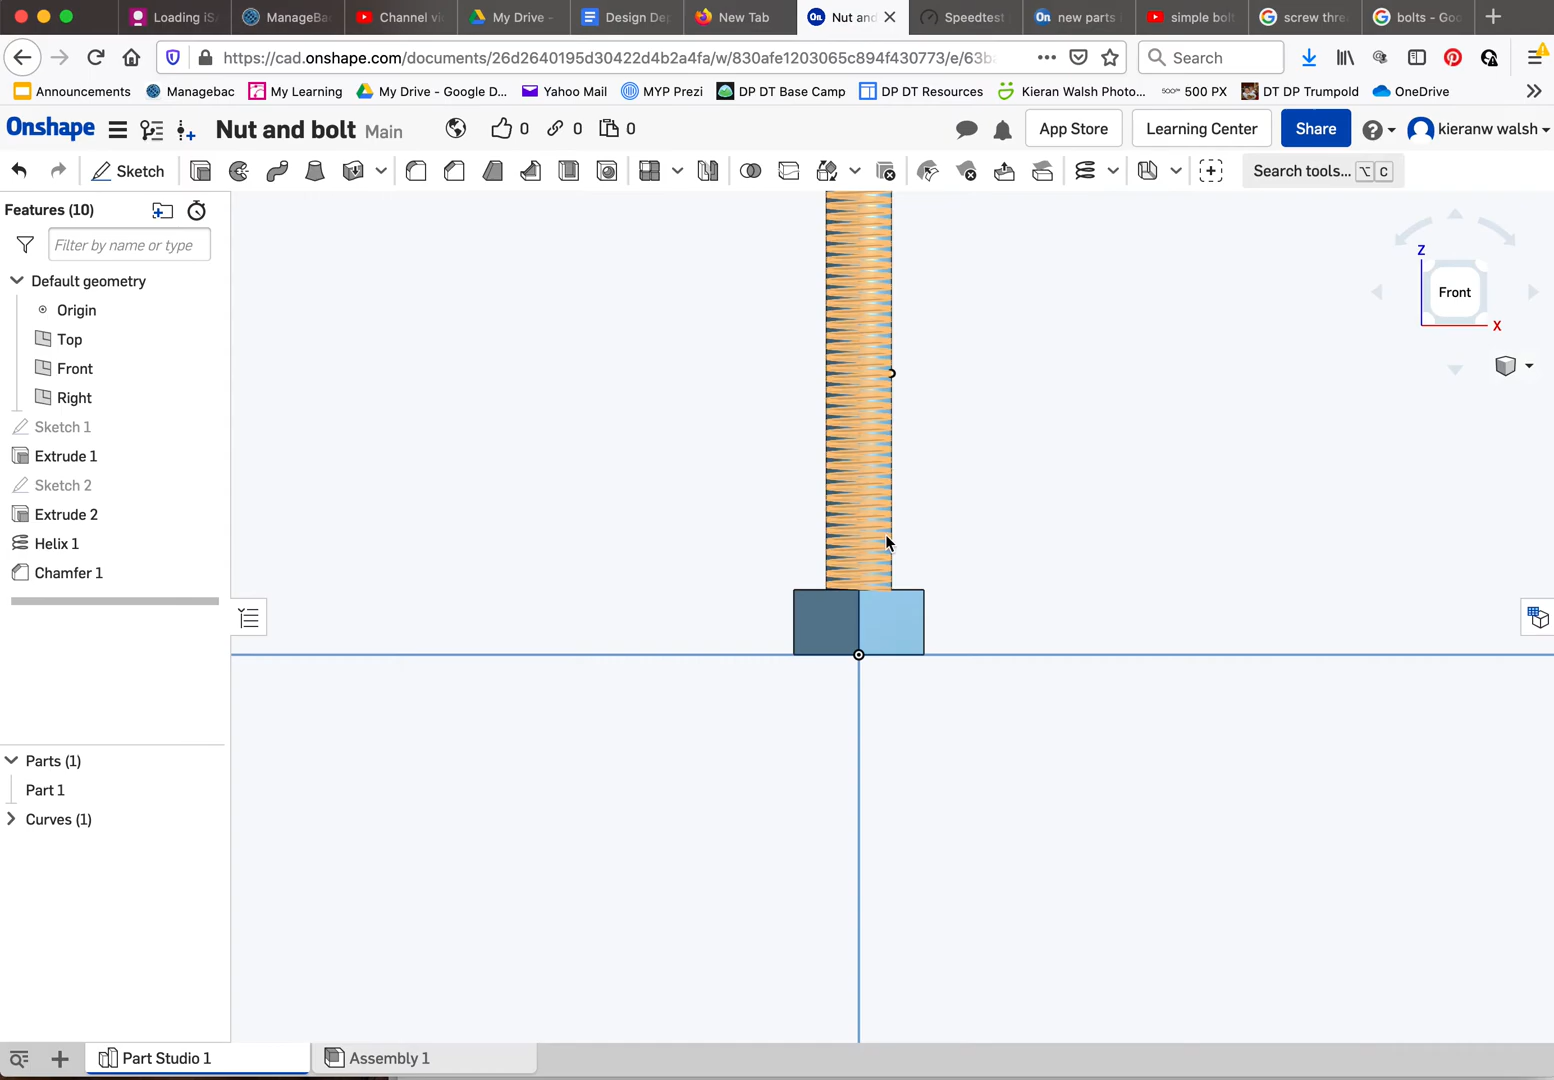 Loading iS
ManageBa
Channel vi
My Drive -
Design De
New Tab
On Nut and
Speedtest
On new parts
simple bol
screw thre
bolts - Goo
https://cad.onshape.com/documents/26d2640195d30422d4b2a4fa/w/830afe1203065c894f430773/e/63b
Search
Announcements Managebac My Learning My Drive - Google D... Yahoo Mail MYP Prezi DP DT Base Camp DP DT Resources Kieran Walsh Photo... 500 PX DT DP Trumpold OneDrive
Onshape Nut and bolt Main 0 0 0 App Store Learning Center Share kieranw walsh
Sketch Search tools... ⌥ C
Features (10)
Filter by name or type
Default geometry
Origin
Top
Front
Right
Sketch 1
Extrude 1
Sketch 2
Extrude 2
Helix 1
Chamfer 1
Z
Front
X
Parts (1)
Part 1
Curves (1)
Part Studio 1
Assembly 1